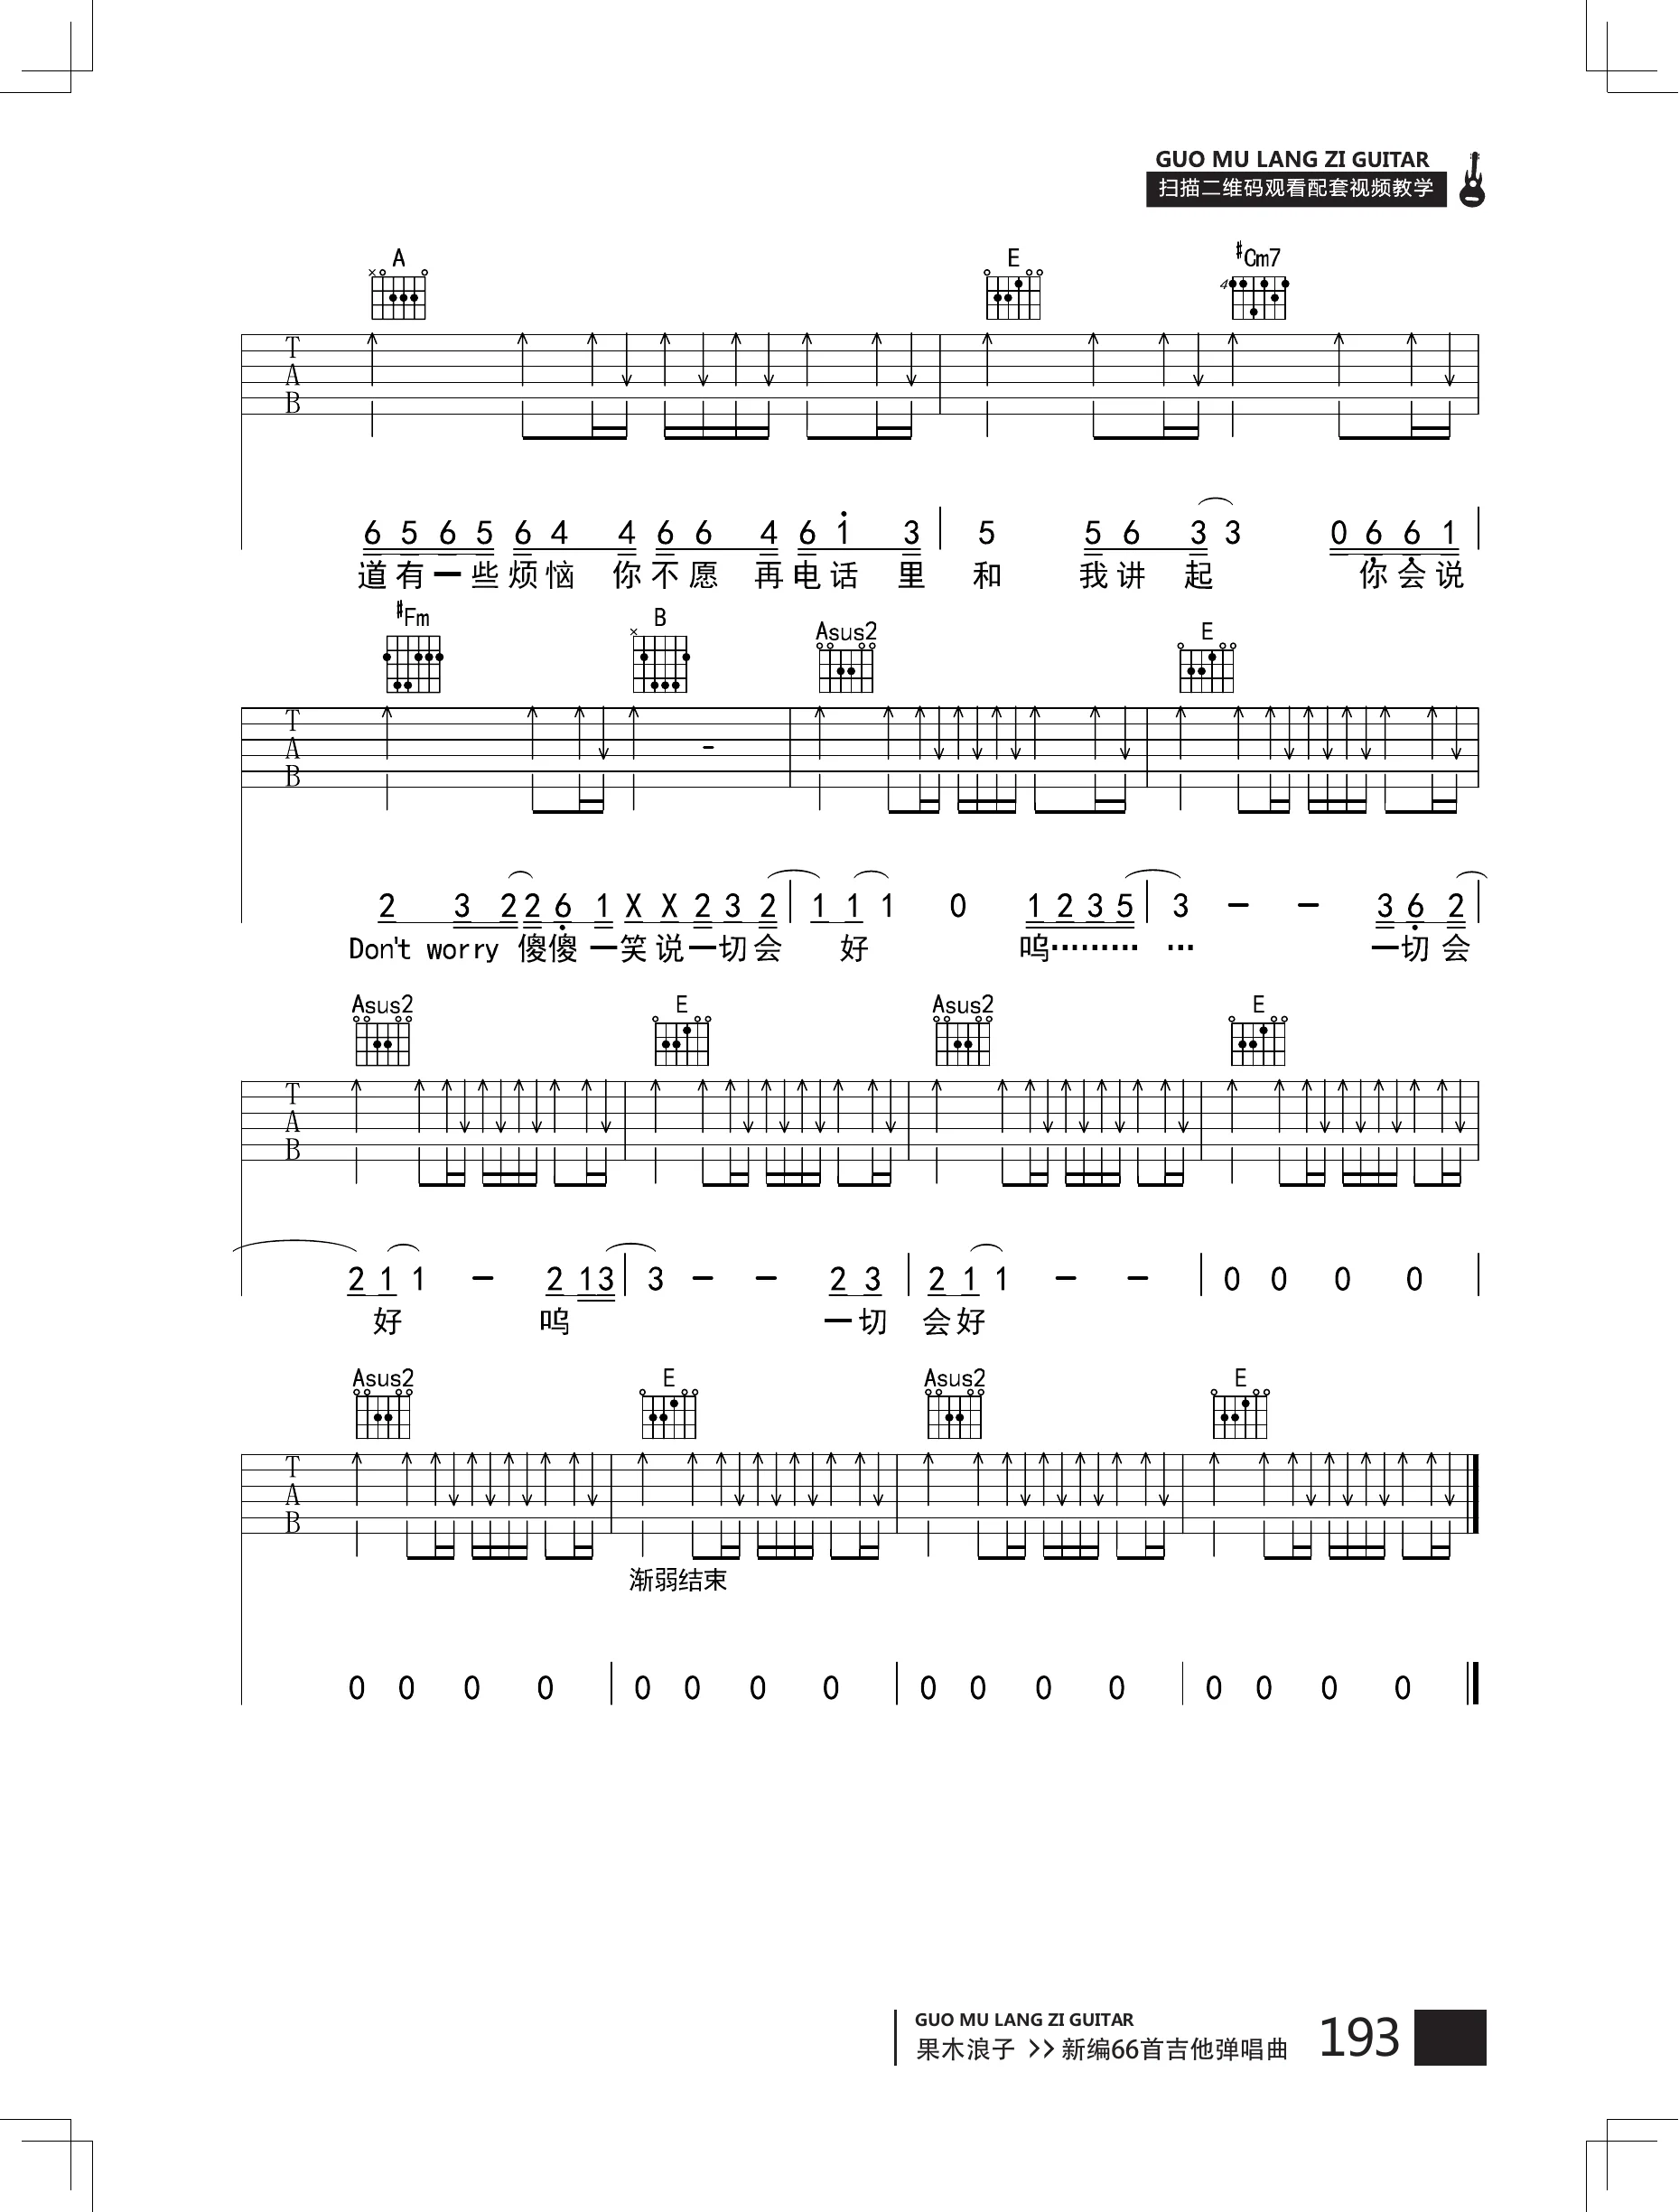 GUO MU LANG ZI GUITAR
扫描二维码观看配套视频教学
A E #Cm7
4
T
A
B
6 5 6 5 6 4 4 6 6 4 6 1 3 5 5 6 3 3 0 6 6 1
道有一些烦恼 你不愿 再电话 里 和 我讲 起 你会说
#Fm B Asus2 E
T
A
B
2 3 2 2 6 1 X X 2 3 2 1 1 1 0 1 2 3 5 3 - - 3 6 2
Don't worry 傻傻一笑说一切会 好 呜……… … 一切会
Asus2 E Asus2 E
T
A
B
2 1 1 - 2 1 3 3 - - 2 3 2 1 1 - - 0 0 0 0
好 呜 一切 会好
Asus2 E Asus2 E
T
A
B
渐弱结束
0 0 0 0 0 0 0 0 0 0 0 0 0 0 0 0
GUO MU LANG ZI GUITAR
果木浪子 >> 新编66首吉他弹唱曲 193